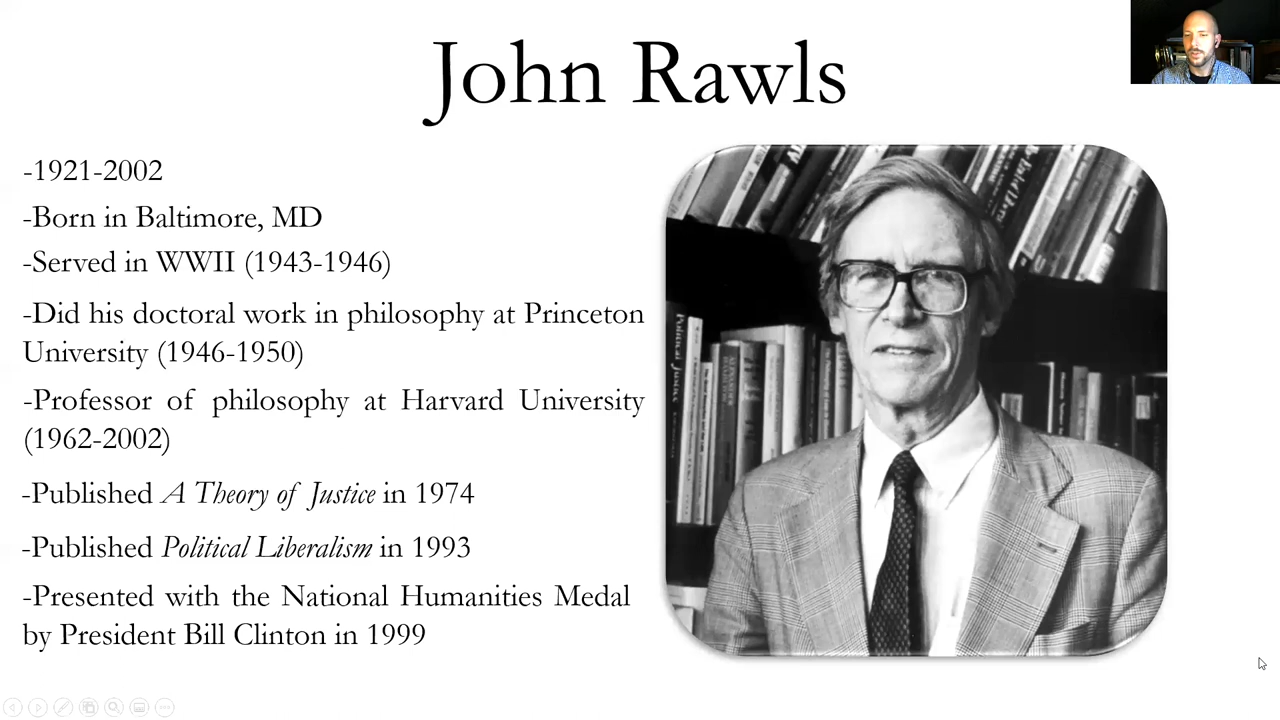 John Rawls
-1921-2002
-Born in Baltimore, MD
-Served in WWII (1943-1946)
-Did his doctoral work in philosophy at Princeton
University (1946-1950)
-Professor of philosophy at Harvard University
(1962-2002)
-Published A Theory of Justice in 1974
-Published Political Liberalism in 1993
-Presented with the National Humanities Medal
by President Bill Clinton in 1999
Political Justice